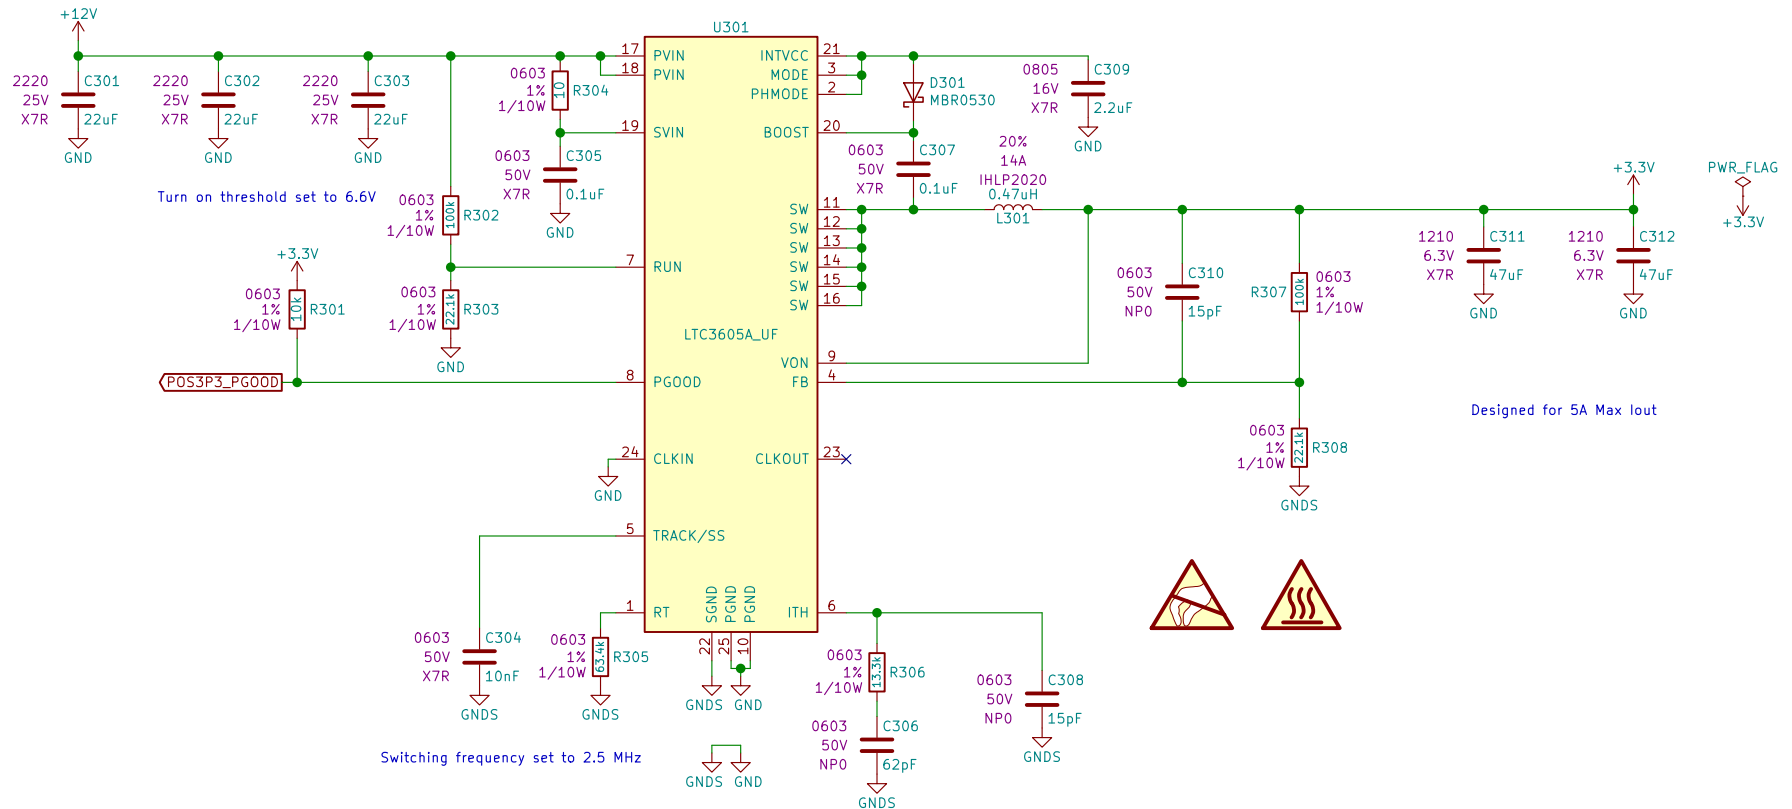 +12V
2220
25V
X7R
C301
22uF
GND
2220
25V
X7R
C302
22uF
GND
2220
25V
X7R
C303
22uF
GND
Turn on threshold set to 6.6V
0603
1%
1/10W
10
R304
0603
50V
X7R
C305
0.1uF
GND
0603
1%
1/10W
100k
R302
0603
1%
1/10W
22.1k
R303
GND
+3.3V
0603
1%
1/10W
10k
R301
POS3P3_PGOOD
U301
LTC3605A_UF
17 PVIN
18 PVIN
19 SVIN
7 RUN
8 PGOOD
24 CLKIN
GND
5 TRACK/SS
1 RT
INTVCC 21
MODE 3
PHMODE 2
BOOST 20
SW 11
SW 12
SW 13
SW 14
SW 15
SW 16
VON 9
FB 4
CLKOUT 23
ITH 6
SGND 22
PGND 25
PGND 10
GNDS
GND
GNDS
GND
0603
50V
X7R
C304
10nF
GNDS
0603
1%
1/10W
63.4k
R305
GNDS
Switching frequency set to 2.5 MHz
D301
MBR0530
0805
16V
X7R
C309
2.2uF
GND
0603
50V
X7R
C307
0.1uF
20%
14A
IHLP2020
0.47uH
L301
0603
50V
NP0
C310
15pF
R307
100k
0603
1%
1/10W
0603
1%
1/10W
22.1k
R308
GNDS
1210
6.3V
X7R
C311
47uF
GND
+3.3V
1210
6.3V
X7R
C312
47uF
GND
PWR_FLAG
+3.3V
Designed for 5A Max Iout
0603
1%
1/10W
13.3k
R306
0603
50V
NP0
C306
62pF
GNDS
0603
50V
NP0
C308
15pF
GNDS